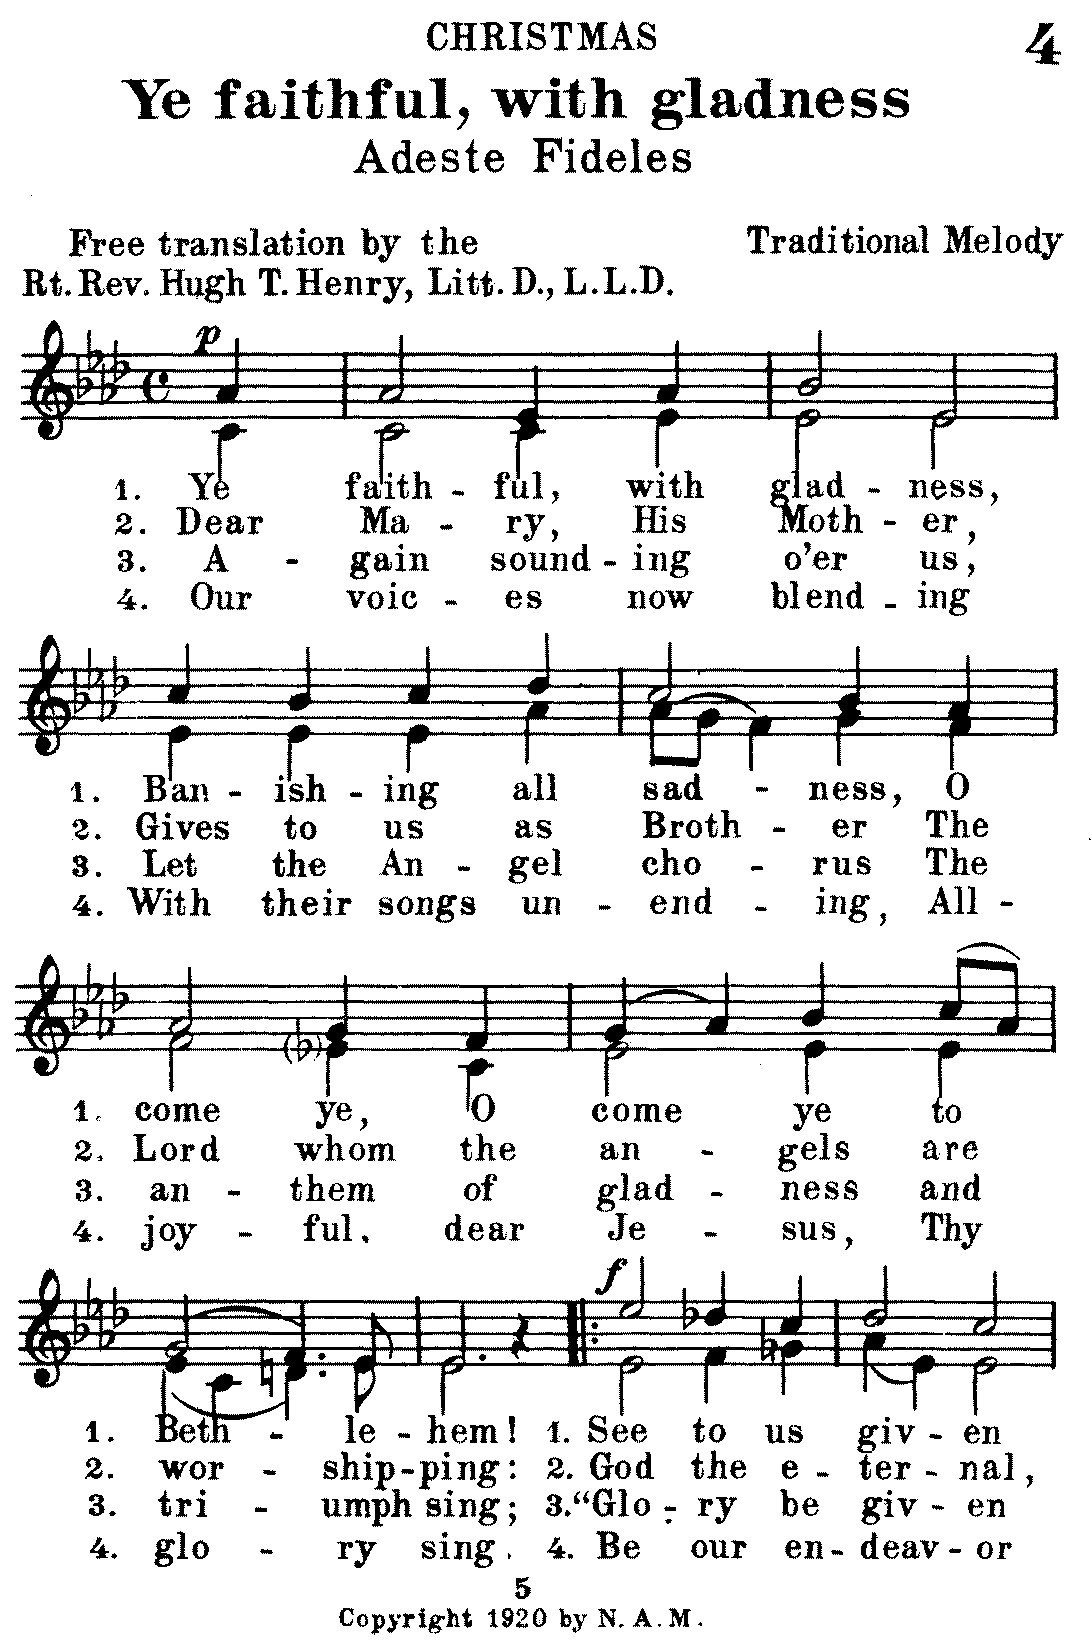 CHRISTMAS 4
Ye faithful, with gladness
Adeste Fideles
Free translation by the Traditional Melody
Rt. Rev. Hugh T. Henry, Litt. D., L.L.D.
p
1. Ye faith - ful, with glad - ness,
2. Dear Ma - ry, His Moth - er,
3. A - gain sound - ing o'er us,
4. Our voic - es now blend - ing
1. Ban - ish - ing all sad - ness, O
2. Gives to us as Broth - er The
3. Let the An - gel cho - rus The
4. With their songs un - end - ing, All -
1. come ye, O come ye to
2. Lord whom the an - gels are
3. an - them of glad - ness and
4. joy - ful, dear Je - sus, Thy
f
1. Beth - le - hem! 1. See to us giv - en
2. wor - ship - ping: 2. God the e - ter - nal,
3. tri - umph sing; 3. “Glo - ry be giv - en
4. glo - ry sing. 4. Be our en - deav - or
5
Copyright 1920 by N. A. M.